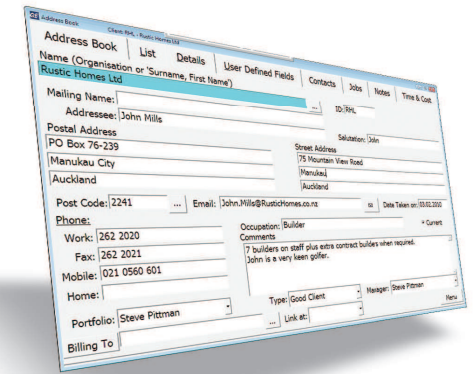 Address Book Client: RHL - Rustic Homes Ltd
Address Book List Details User Defined Fields Contacts Jobs Notes Time & Cost
Name (Organisation or 'Surname, First Name')
Rustic Homes Ltd ... ID: RHL
Mailing Name:
Addressee: John Mills Salutation: John
Postal Address Street Address
PO Box 76-239 75 Mountain View Road
Manukau City Manukau
Auckland Auckland
Post Code: 2241 ... Email: John.Mills@RusticHomes.co.nz Date Taken on: 03.02.2010
Phone: Occupation: Builder Current
Work: 262 2020 Comments
Fax: 262 2021 7 builders on staff plus extra contract builders when required.
Mobile: 021 0560 601 John is a very keen golfer.
Home:
Portfolio: Steve Pittman Type: Good Client Manager: Steve Pittman
Billing To ... Link at: Menu